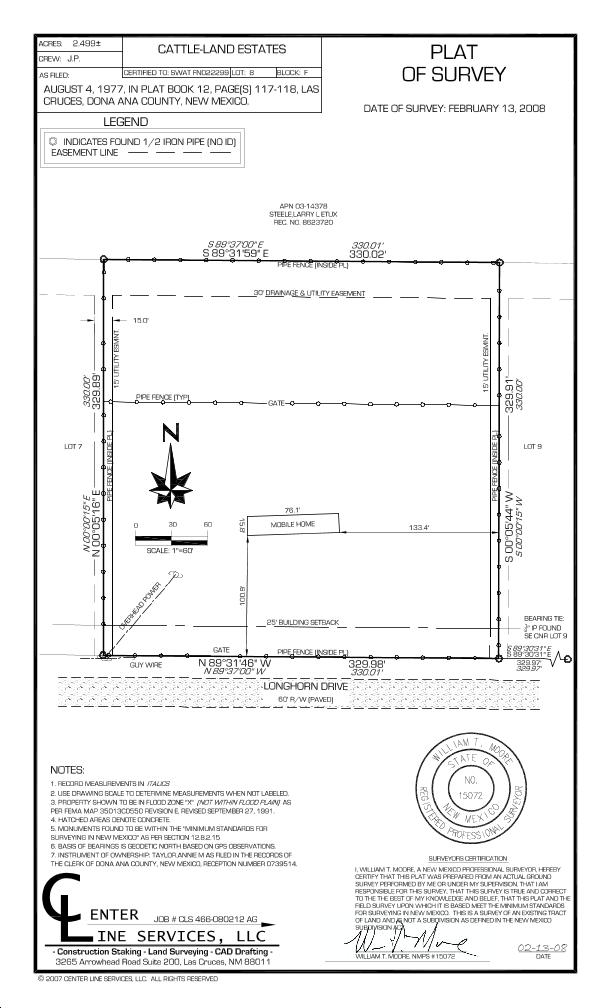 ACRES: 2.499±
CREW: J.P.
CATTLE-LAND ESTATES
CERTIFIED TO: SWAT FND22299 LOT: 8 BLOCK: F
AS FILED:
AUGUST 4, 1977, IN PLAT BOOK 12, PAGE(S) 117-118, LAS
CRUCES, DONA ANA COUNTY, NEW MEXICO.
PLAT
OF SURVEY
DATE OF SURVEY: FEBRUARY 13, 2008
LEGEND
INDICATES FOUND 1/2 IRON PIPE (NO ID)
EASEMENT LINE
APN 03-14378
STEELE,LARRY L ETUX
REC. NO. 8623720
S 89°37'00" E 330.01'
S 89°31'59" E 330.02'
PIPE FENCE (INSIDE PL)
30' DRAINAGE & UTILITY EASEMENT
15.0'
15' UTILITY ESMNT.
15' UTILITY ESMNT.
330.00'
329.89'
329.91'
330.00'
PIPE FENCE (TYP)
GATE
LOT 7
LOT 9
PIPE FENCE (INSIDE PL)
PIPE FENCE (INSIDE PL)
N
N 00°00'15" E
N 00°05'16" E
S 00°05'44" W
S 00°00'15" W
0 30 60
SCALE: 1"=60'
76.1'
15.8'
MOBILE HOME
133.4'
100.8'
OVERHEAD POWER
25' BUILDING SETBACK
BEARING TIE:
½" IP FOUND
SE CNR LOT 9
S 89°30'31" E
S 89°30'31" E
329.97'
329.97'
GATE
GUY WIRE
PIPE FENCE (INSIDE PL)
N 89°31'46" W 329.98'
N 89°37'00" W 330.01'
LONGHORN DRIVE
60' R/W (PAVED)
NOTES:
1. RECORD MEASUREMENTS IN ITALICS
2. USE DRAWING SCALE TO DETERMINE MEASUREMENTS WHEN NOT LABELED.
3. PROPERTY SHOWN TO BE IN FLOOD ZONE "X" (NOT WITHIN FLOOD PLAIN) AS
PER FEMA MAP 35013C0550 REVISION E, REVISED SEPTEMBER 27, 1991.
4. HATCHED AREAS DENOTE CONCRETE
5. MONUMENTS FOUND TO BE WITHIN THE "MINIMUM STANDARDS FOR
SURVEYING IN NEW MEXICO" AS PER SECTION 12.8.2.15
6. BASIS OF BEARINGS IS GEODETIC NORTH BASED ON GPS OBSERVATIONS.
7. INSTRUMENT OF OWNERSHIP: TAYLOR,ANNIE M AS FILED IN THE RECORDS OF
THE CLERK OF DONA ANA COUNTY, NEW MEXICO, RECEPTION NUMBER 0739514.
WILLIAM T. MOORE
STATE OF
NO.
15072
NEW MEXICO
REGISTERED PROFESSIONAL SURVEYOR
SURVEYORS CERTIFICATION
I, WILLIAM T. MOORE, A NEW MEXICO PROFESSIONAL SURVEYOR, HEREBY
CERTIFY THAT THIS PLAT WAS PREPARED FROM AN ACTUAL GROUND
SURVEY PERFORMED BY ME OR UNDER MY SUPERVISION, THAT I AM
RESPONSIBLE FOR THIS SURVEY. THAT THIS SURVEY IS TRUE AND CORRECT
TO THE THE BEST OF MY KNOWLEDGE AND BELIEF, THAT THIS PLAT AND THE
FIELD SURVEY UPON WHICH IT IS BASED MEET THE MINIMUM STANDARDS
FOR SURVEYING IN NEW MEXICO. THIS IS A SURVEY OF AN EXISTING TRACT
OF LAND AND IS NOT A SUBDIVISION AS DEFINED IN THE NEW MEXICO
SUBDIVISION ACT.
WILLIAM T. MOORE, NMPS #15072
02-13-08
DATE
CENTER
LINE SERVICES, LLC
JOB # CLS 466-080212 AG
- Construction Staking - Land Surveying - CAD Drafting -
3265 Arrowhead Road Suite 200, Las Cruces, NM 88011
© 2007 CENTER LINE SERVICES, LLC. ALL RIGHTS RESERVED